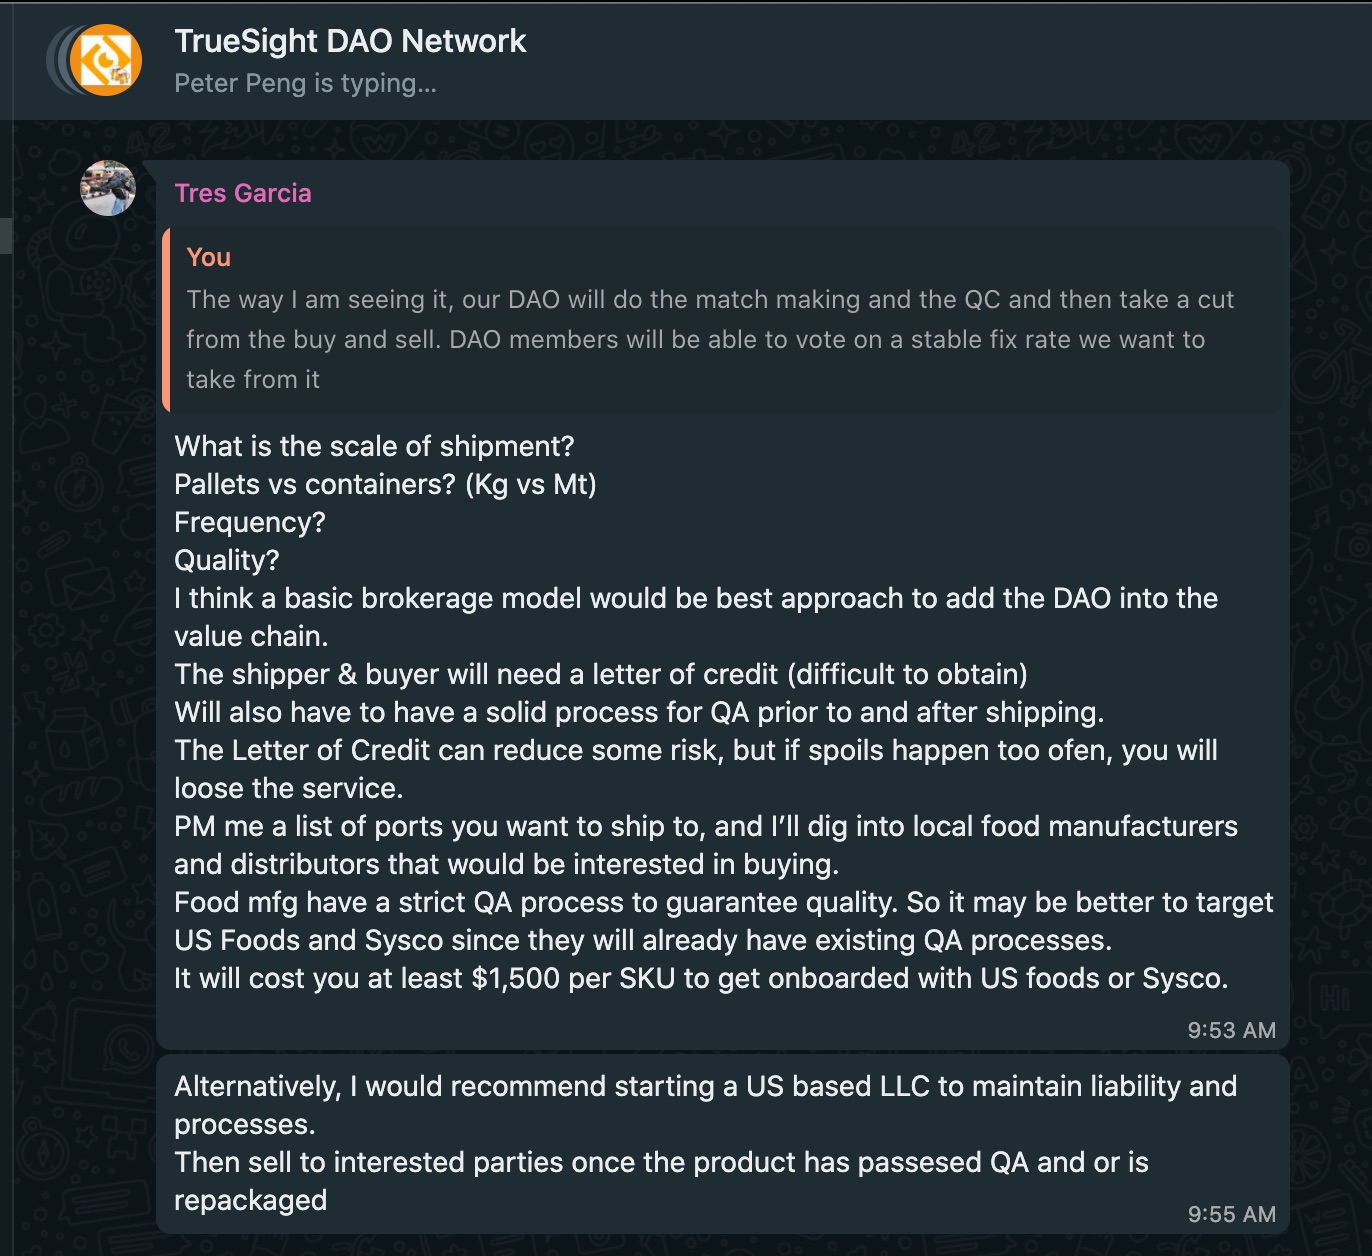 TrueSight DAO Network
Peter Peng is typing...
Tres Garcia
You
The way I am seeing it, our DAO will do the match making and the QC and then take a cut
from the buy and sell. DAO members will be able to vote on a stable fix rate we want to
take from it
What is the scale of shipment?
Pallets vs containers? (Kg vs Mt)
Frequency?
Quality?
I think a basic brokerage model would be best approach to add the DAO into the
value chain.
The shipper & buyer will need a letter of credit (difficult to obtain)
Will also have to have a solid process for QA prior to and after shipping.
The Letter of Credit can reduce some risk, but if spoils happen too ofen, you will
loose the service.
PM me a list of ports you want to ship to, and I’ll dig into local food manufacturers
and distributors that would be interested in buying.
Food mfg have a strict QA process to guarantee quality. So it may be better to target
US Foods and Sysco since they will already have existing QA processes.
It will cost you at least $1,500 per SKU to get onboarded with US foods or Sysco.
9:53 AM
Alternatively, I would recommend starting a US based LLC to maintain liability and
processes.
Then sell to interested parties once the product has passesed QA and or is
repackaged
9:55 AM